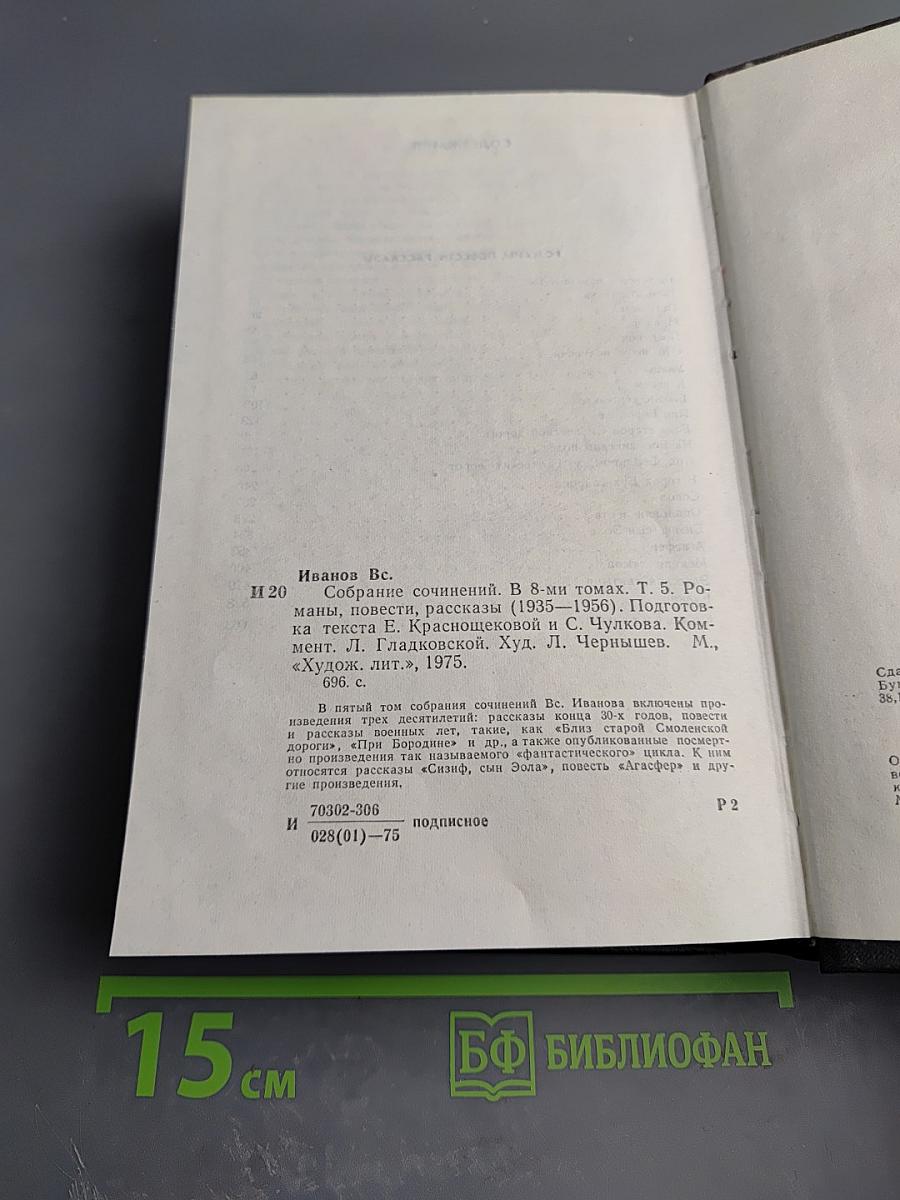 Иванов Вс.
И 20 Собрание сочинений. В 8-ми томах. Т. 5. Ро-
маны, повести, рассказы (1935—1956). Подготов-
ка текста Е. Краснощековой и С. Чулкова. Ком-
мент. Л. Гладковской. Худ. Л. Чернышев. М.,
«Худож. лит.», 1975.
696. с.
В пятый том собрания сочинений Вс. Иванова включены про-
изведения трех десятилетий: рассказы конца 30-х годов, повести
и рассказы военных лет, такие, как «Близ старой Смоленской
дороги», «При Бородине» и др., а также опубликованные посмерт-
но произведения так называемого «фантастического» цикла. К ним
относятся рассказы «Сизиф, сын Эола», повесть «Агасфер» и дру-
гие произведения.
И 70302-306
028(01)—75 подписное
Р 2
Сда
Бу
38,
15 см
БФ БИБЛИОФАН